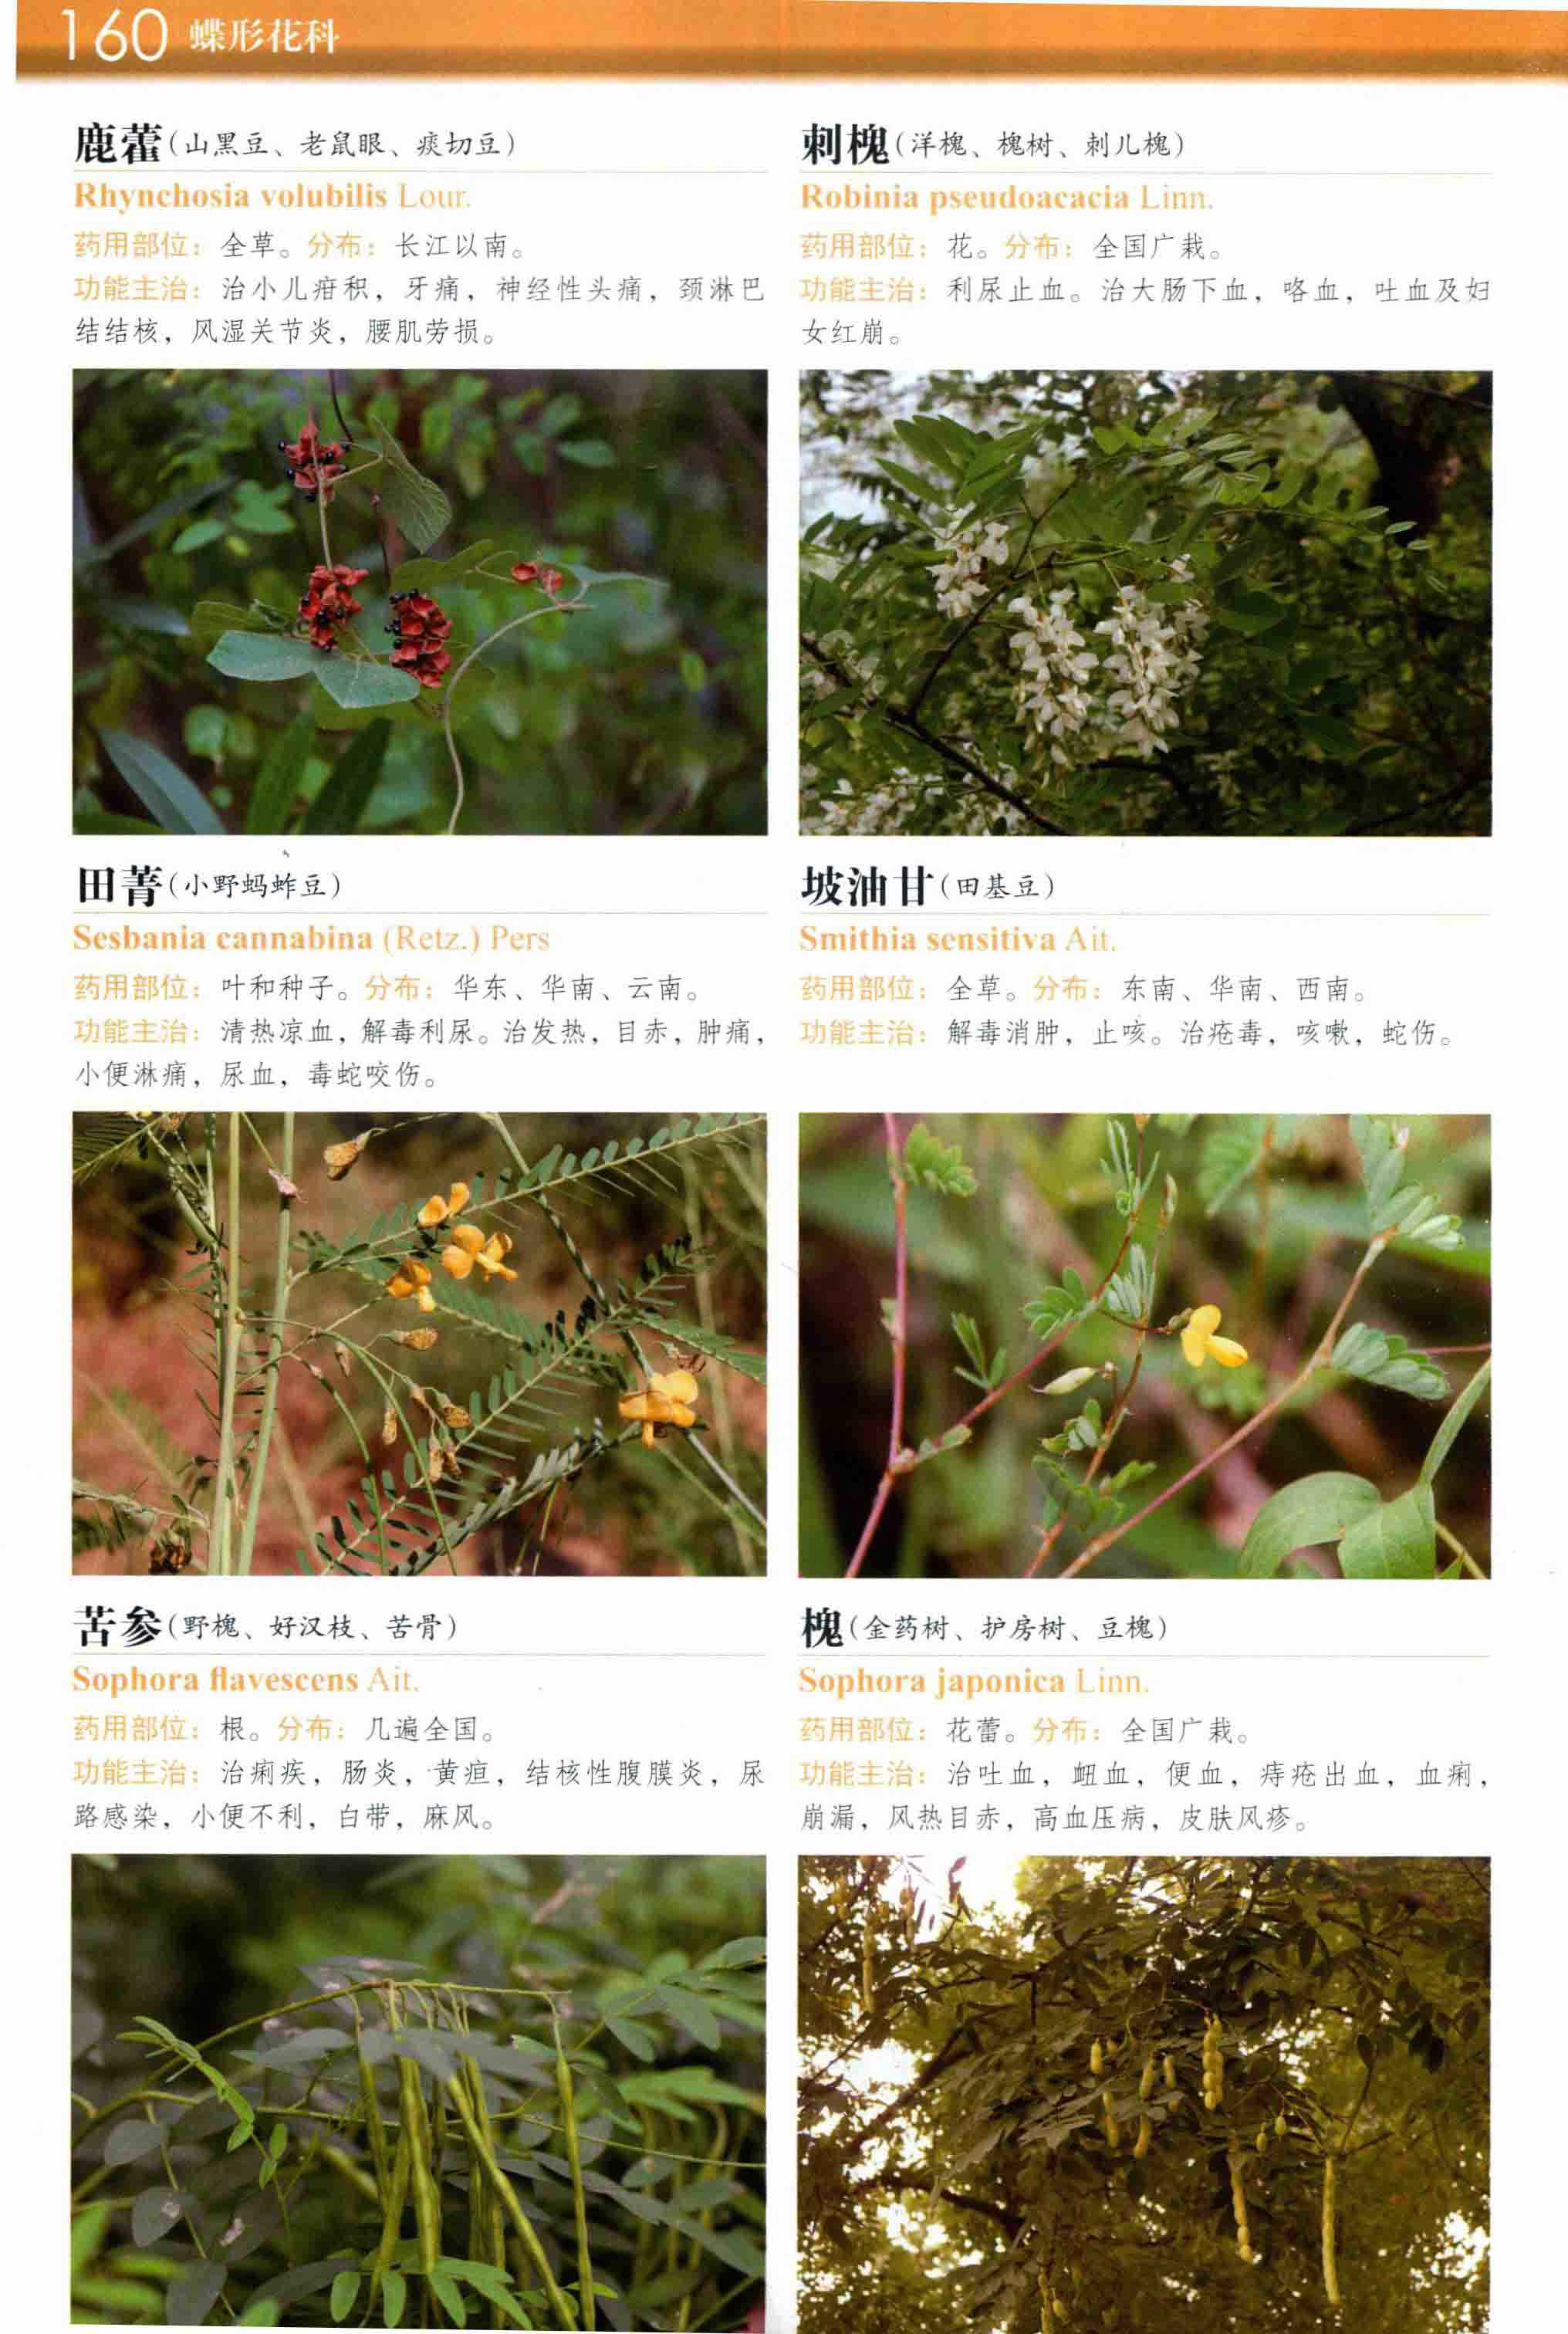 160 蝶形花科
鹿藿(山黑豆、老鼠眼、痰切豆)
Rhynchosia volubilis Lour.
药用部位：全草。分布：长江以南。
功能主治：治小儿疳积，牙痛，神经性头痛，颈淋巴
结结核，风湿关节炎，腰肌劳损。
刺槐(洋槐、槐树、刺儿槐)
Robinia pseudoacacia Linn.
药用部位：花。分布：全国广栽。
功能主治：利尿止血。治大肠下血，咯血，吐血及妇
女红崩。
田菁(小野蚂蚱豆)
Sesbania cannabina (Retz.) Pers
药用部位：叶和种子。分布：华东、华南、云南。
功能主治：清热凉血，解毒利尿。治发热，目赤，肿痛，
小便淋痛，尿血，毒蛇咬伤。
坡油甘(田基豆)
Smithia sensitiva Ait.
药用部位：全草。分布：东南、华南、西南。
功能主治：解毒消肿，止咳。治疮毒，咳嗽，蛇伤。
苦参(野槐、好汉枝、苦骨)
Sophora flavescens Ait.
药用部位：根。分布：几遍全国。
功能主治：治痢疾，肠炎，黄疸，结核性腹膜炎，尿
路感染，小便不利，白带，麻风。
槐(金药树、护房树、豆槐)
Sophora japonica Linn.
药用部位：花蕾。分布：全国广栽。
功能主治：治吐血，衄血，便血，痔疮出血，血痢，
崩漏，风热目赤，高血压病，皮肤风疹。